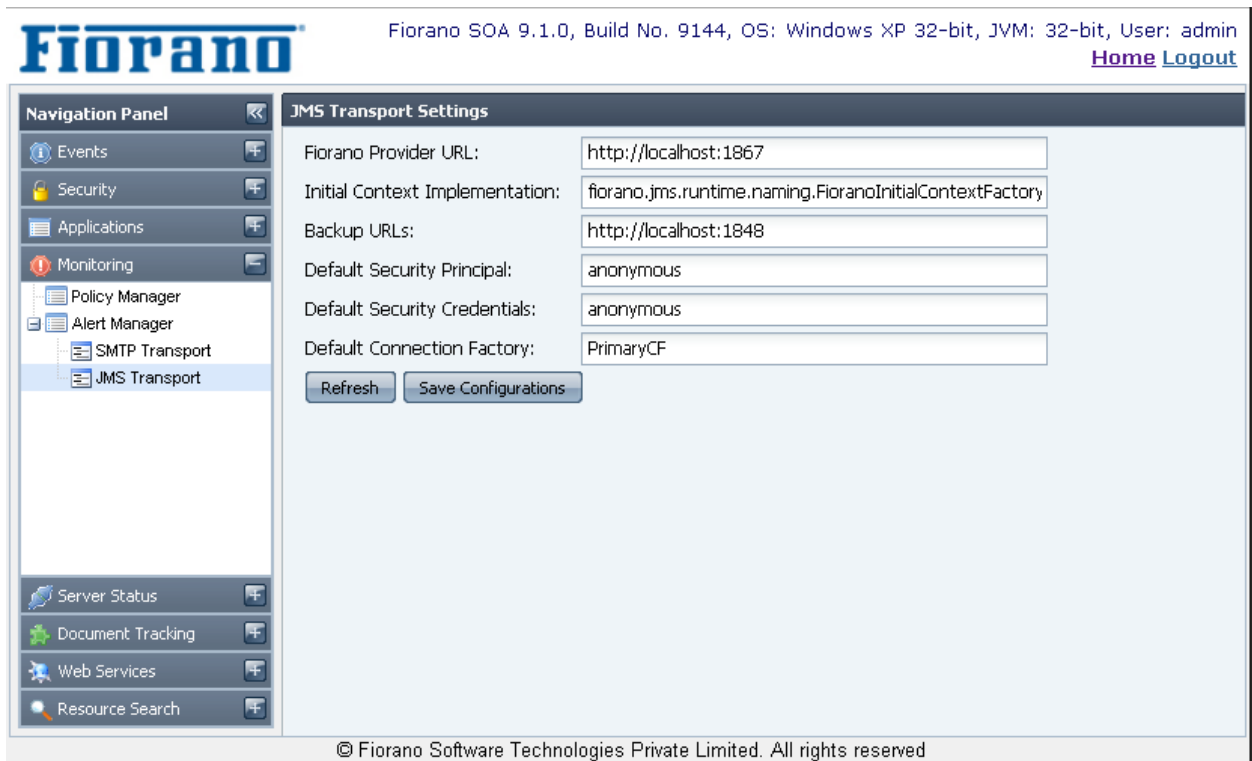 Fiorano
Fiorano SOA 9.1.0, Build No. 9144, OS: Windows XP 32-bit, JVM: 32-bit, User: admin
Home Logout
Navigation Panel
Events
Security
Applications
Monitoring
Policy Manager
Alert Manager
SMTP Transport
JMS Transport
Server Status
Document Tracking
Web Services
Resource Search
JMS Transport Settings
Fiorano Provider URL: http://localhost:1867
Initial Context Implementation: fiorano.jms.runtime.naming.FioranoInitialContextFactory
Backup URLs: http://localhost:1848
Default Security Principal: anonymous
Default Security Credentials: anonymous
Default Connection Factory: PrimaryCF
Refresh Save Configurations
© Fiorano Software Technologies Private Limited. All rights reserved